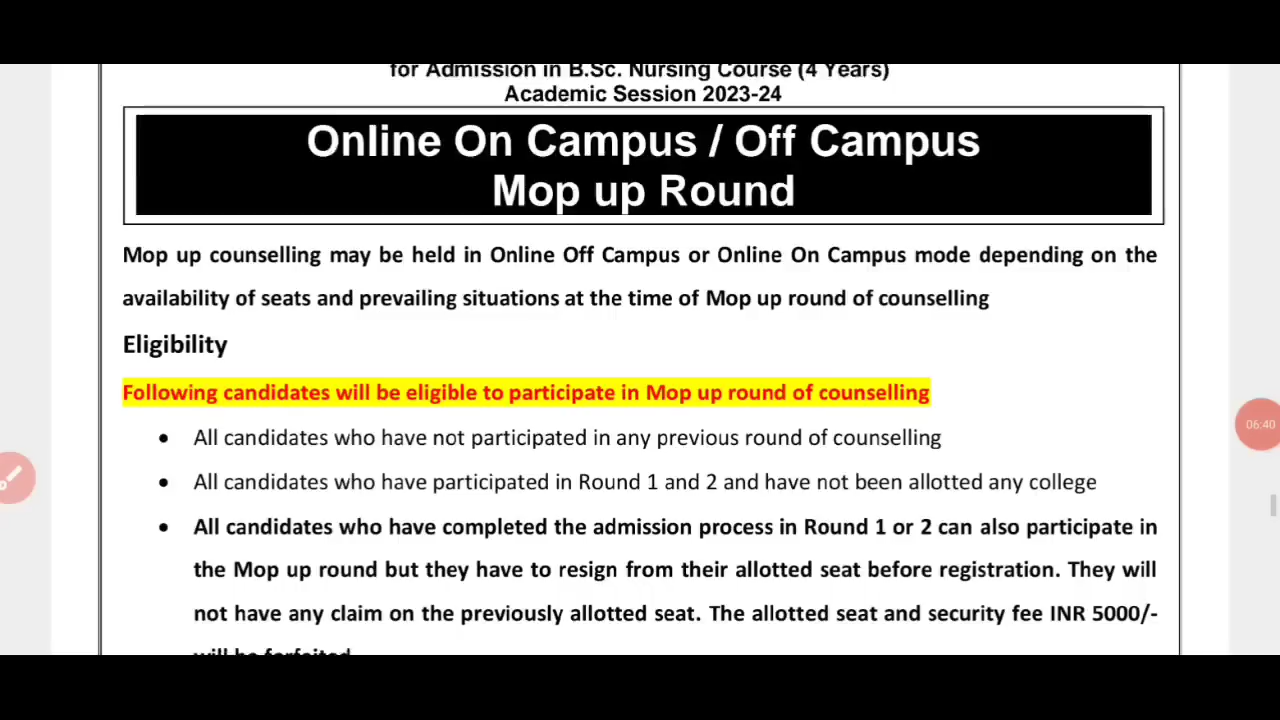 for Admission in B.Sc. Nursing Course (4 Years)
Academic Session 2023-24
Online On Campus / Off Campus
Mop up Round
Mop up counselling may be held in Online Off Campus or Online On Campus mode depending on the
availability of seats and prevailing situations at the time of Mop up round of counselling
Eligibility
Following candidates will be eligible to participate in Mop up round of counselling
• All candidates who have not participated in any previous round of counselling
06:40
• All candidates who have participated in Round 1 and 2 and have not been allotted any college
• All candidates who have completed the admission process in Round 1 or 2 can also participate in
the Mop up round but they have to resign from their allotted seat before registration. They will
not have any claim on the previously allotted seat. The allotted seat and security fee INR 5000/-
will be forfeited